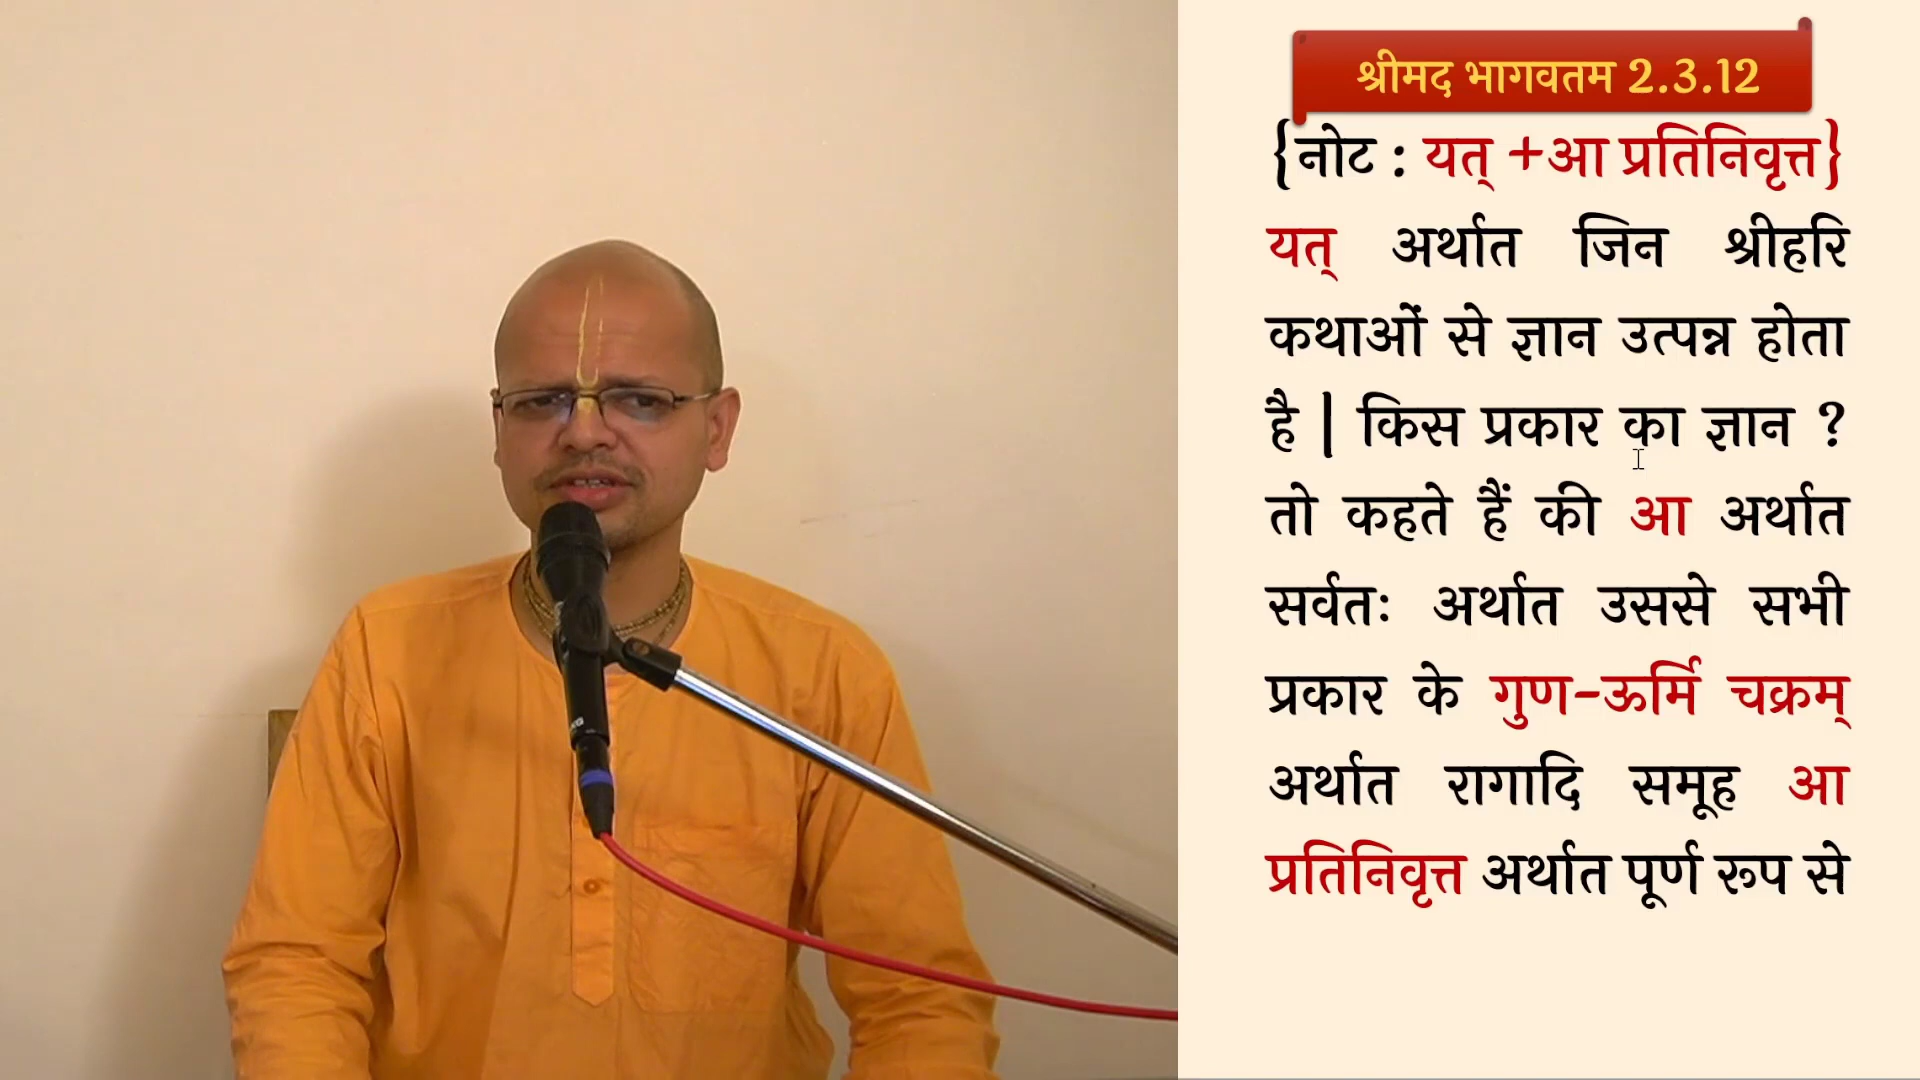 श्रीमद भागवतम 2.3.12
{नोट : यत् +आ प्रतिनिवृत्त}
यत् अर्थात जिन श्रीहरि
कथाओं से ज्ञान उत्पन्न होता
है | किस प्रकार का ज्ञान ?
तो कहते हैं की आ अर्थात
सर्वतः अर्थात उससे सभी
प्रकार के गुण-ऊर्मि चक्रम्
अर्थात रागादि समूह आ
प्रतिनिवृत्त अर्थात पूर्ण रूप से